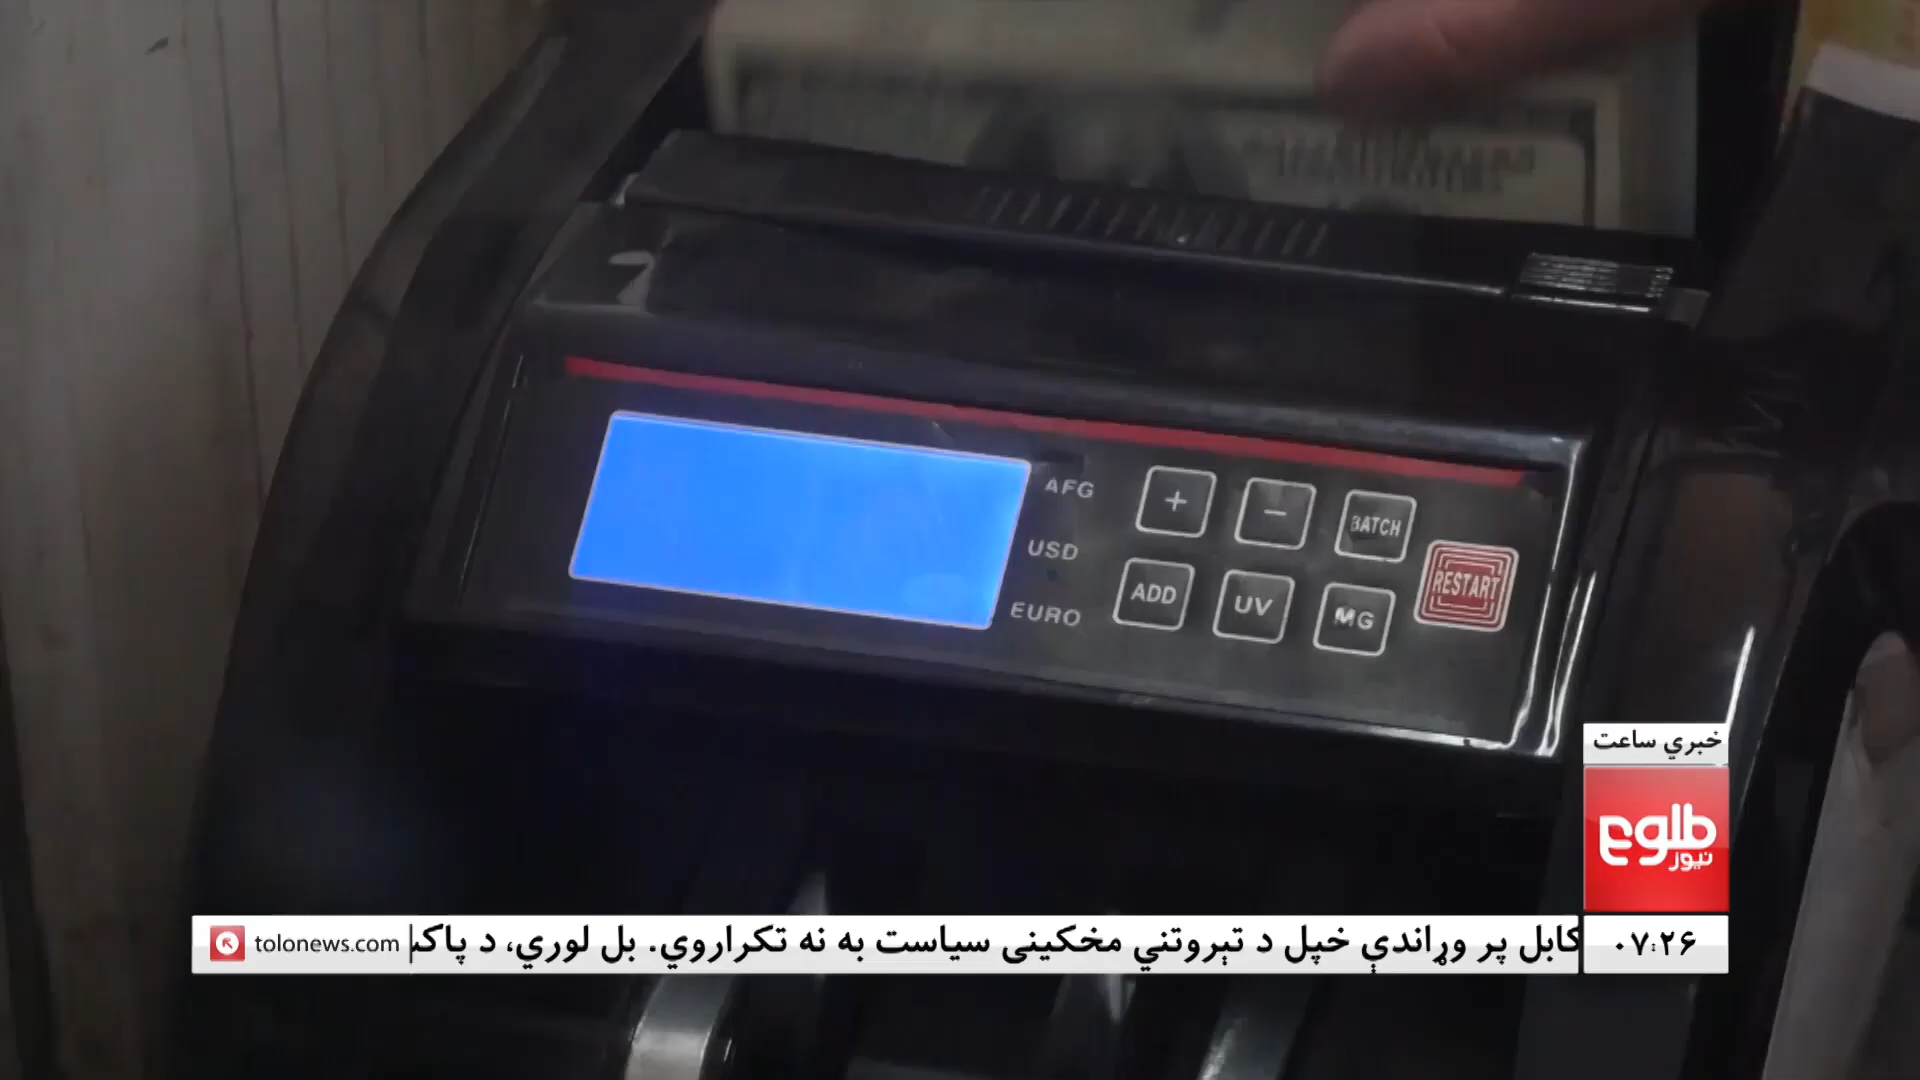 AFG
USD
EURO
+
-
BATCH
ADD
UV
MG
RESTART
خبري ساعت
طلوع
نیوز
۰۷:۲۶
کابل پر وړاندې خپل د تېروتنې مخکینی سیاست به نه تکراروي. بل لوري، د
tolonews.com